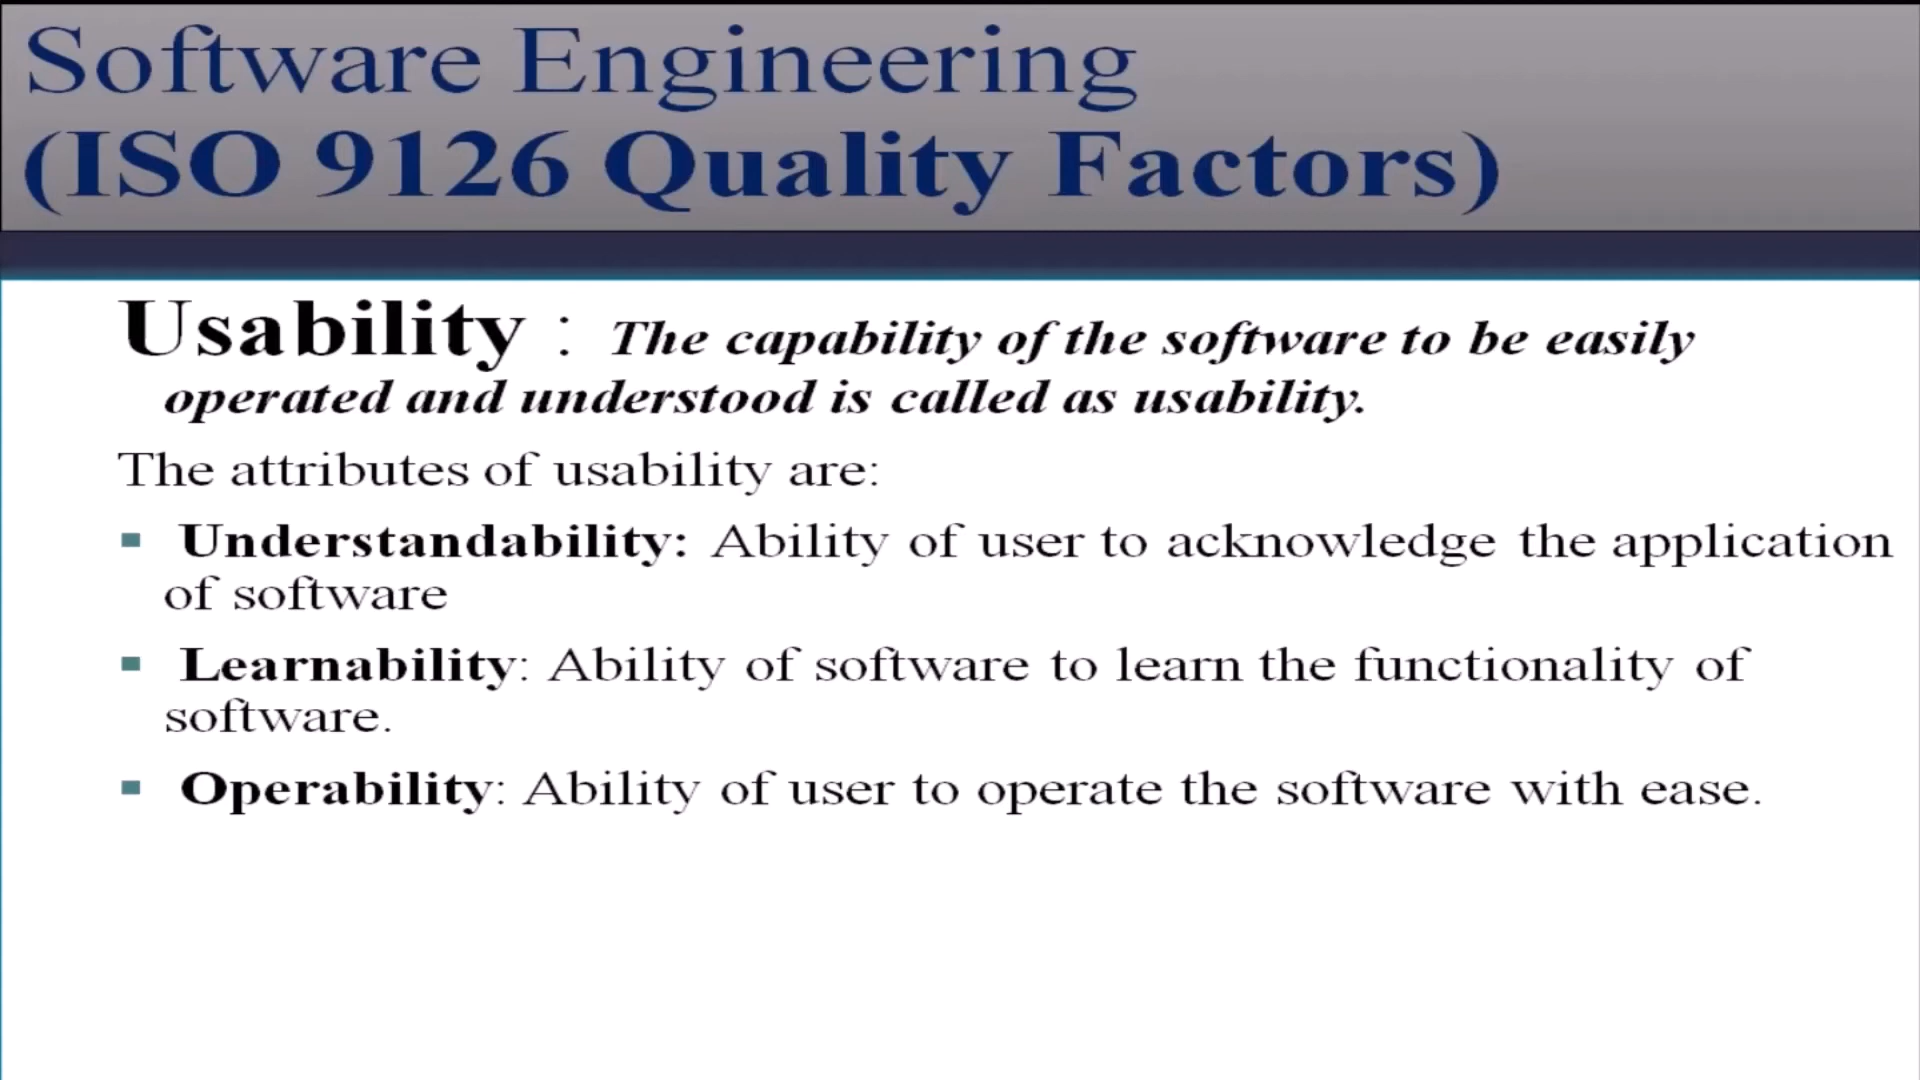 Software Engineering
(ISO 9126 Quality Factors)
Usability : The capability of the software to be easily
operated and understood is called as usability.
The attributes of usability are:
Understandability: Ability of user to acknowledge the application
of software
Learnability: Ability of software to learn the functionality of
software.
Operability: Ability of user to operate the software with ease.